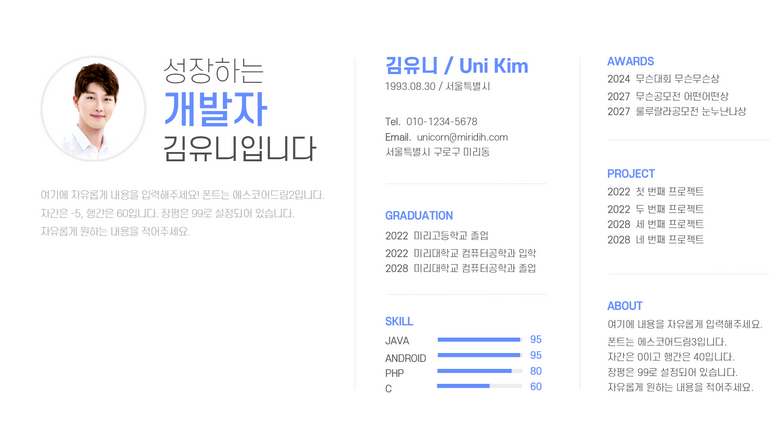 성장하는
개발자
김유니입니다
여기에 자유롭게 내용을 입력해주세요! 폰트는 에스코어드림2입니다.
자간은 -5, 행간은 60입니다. 장평은 99로 설정되어 있습니다.
자유롭게 원하는 내용을 적어주세요.
김유니 / Uni Kim
1993.08.30 / 서울특별시
Tel. 010-1234-5678
Email. unicorn@miridih.com
서울특별시 구로구 미리동
GRADUATION
2022 미리고등학교 졸업
2022 미리대학교 컴퓨터공학과 입학
2028 미리대학교 컴퓨터공학과 졸업
SKILL
JAVA 95
ANDROID 95
PHP 80
C 60
AWARDS
2024 무슨대회 무슨무슨상
2027 무슨공모전 어떤어떤상
2027 룰루랄라공모전 눈누난나상
PROJECT
2022 첫 번째 프로젝트
2022 두 번째 프로젝트
2028 세 번째 프로젝트
2028 네 번째 프로젝트
ABOUT
여기에 내용을 자유롭게 입력해주세요.
폰트는 에스코어드림3입니다.
자간은 0이고 행간은 40입니다.
장평은 99로 설정되어 있습니다.
자유롭게 원하는 내용을 적어주세요.